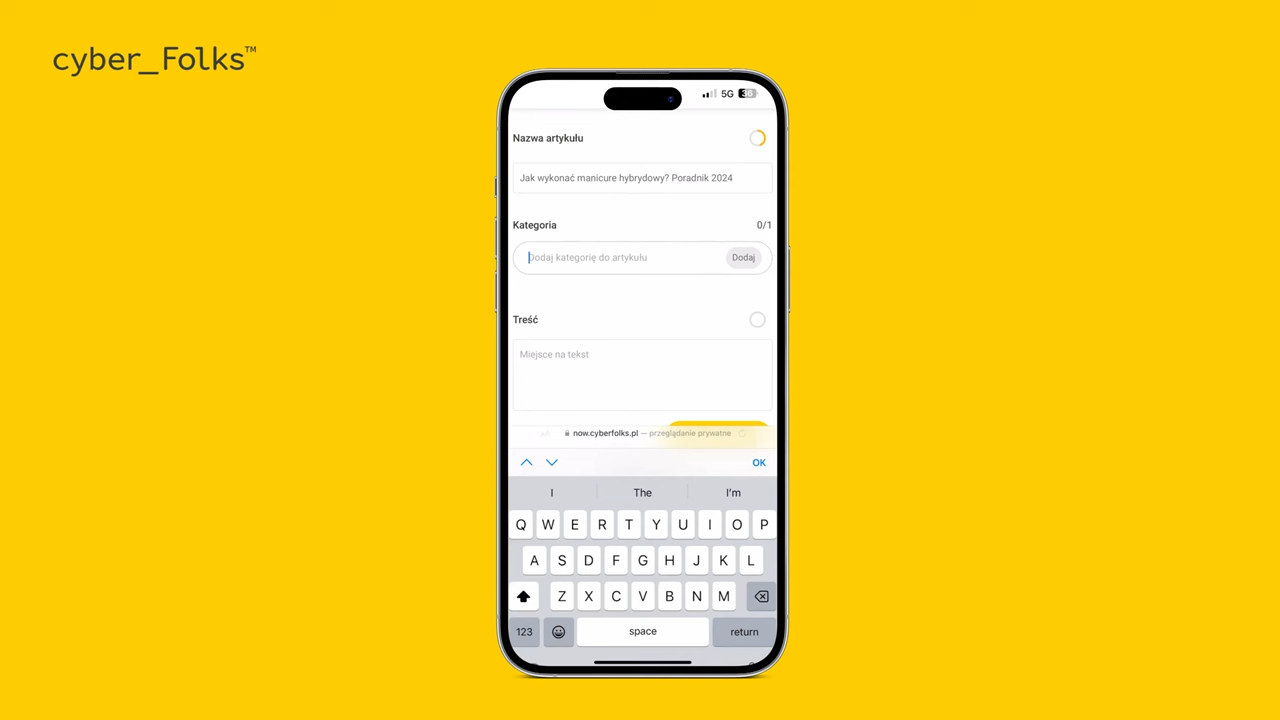 cyber_Folks™
5G 36
Nazwa artykułu
Jak wykonać manicure hybrydowy? Poradnik 2024
Kategoria 0/1
Dodaj kategorię do artykułu Dodaj
Treść
Miejsce na tekst
now.cyberfolks.pl — przeglądanie prywatne
OK
I The I'm
Q W E R T Y U I O P
A S D F G H J K L
Z X C V B N M
123 space return